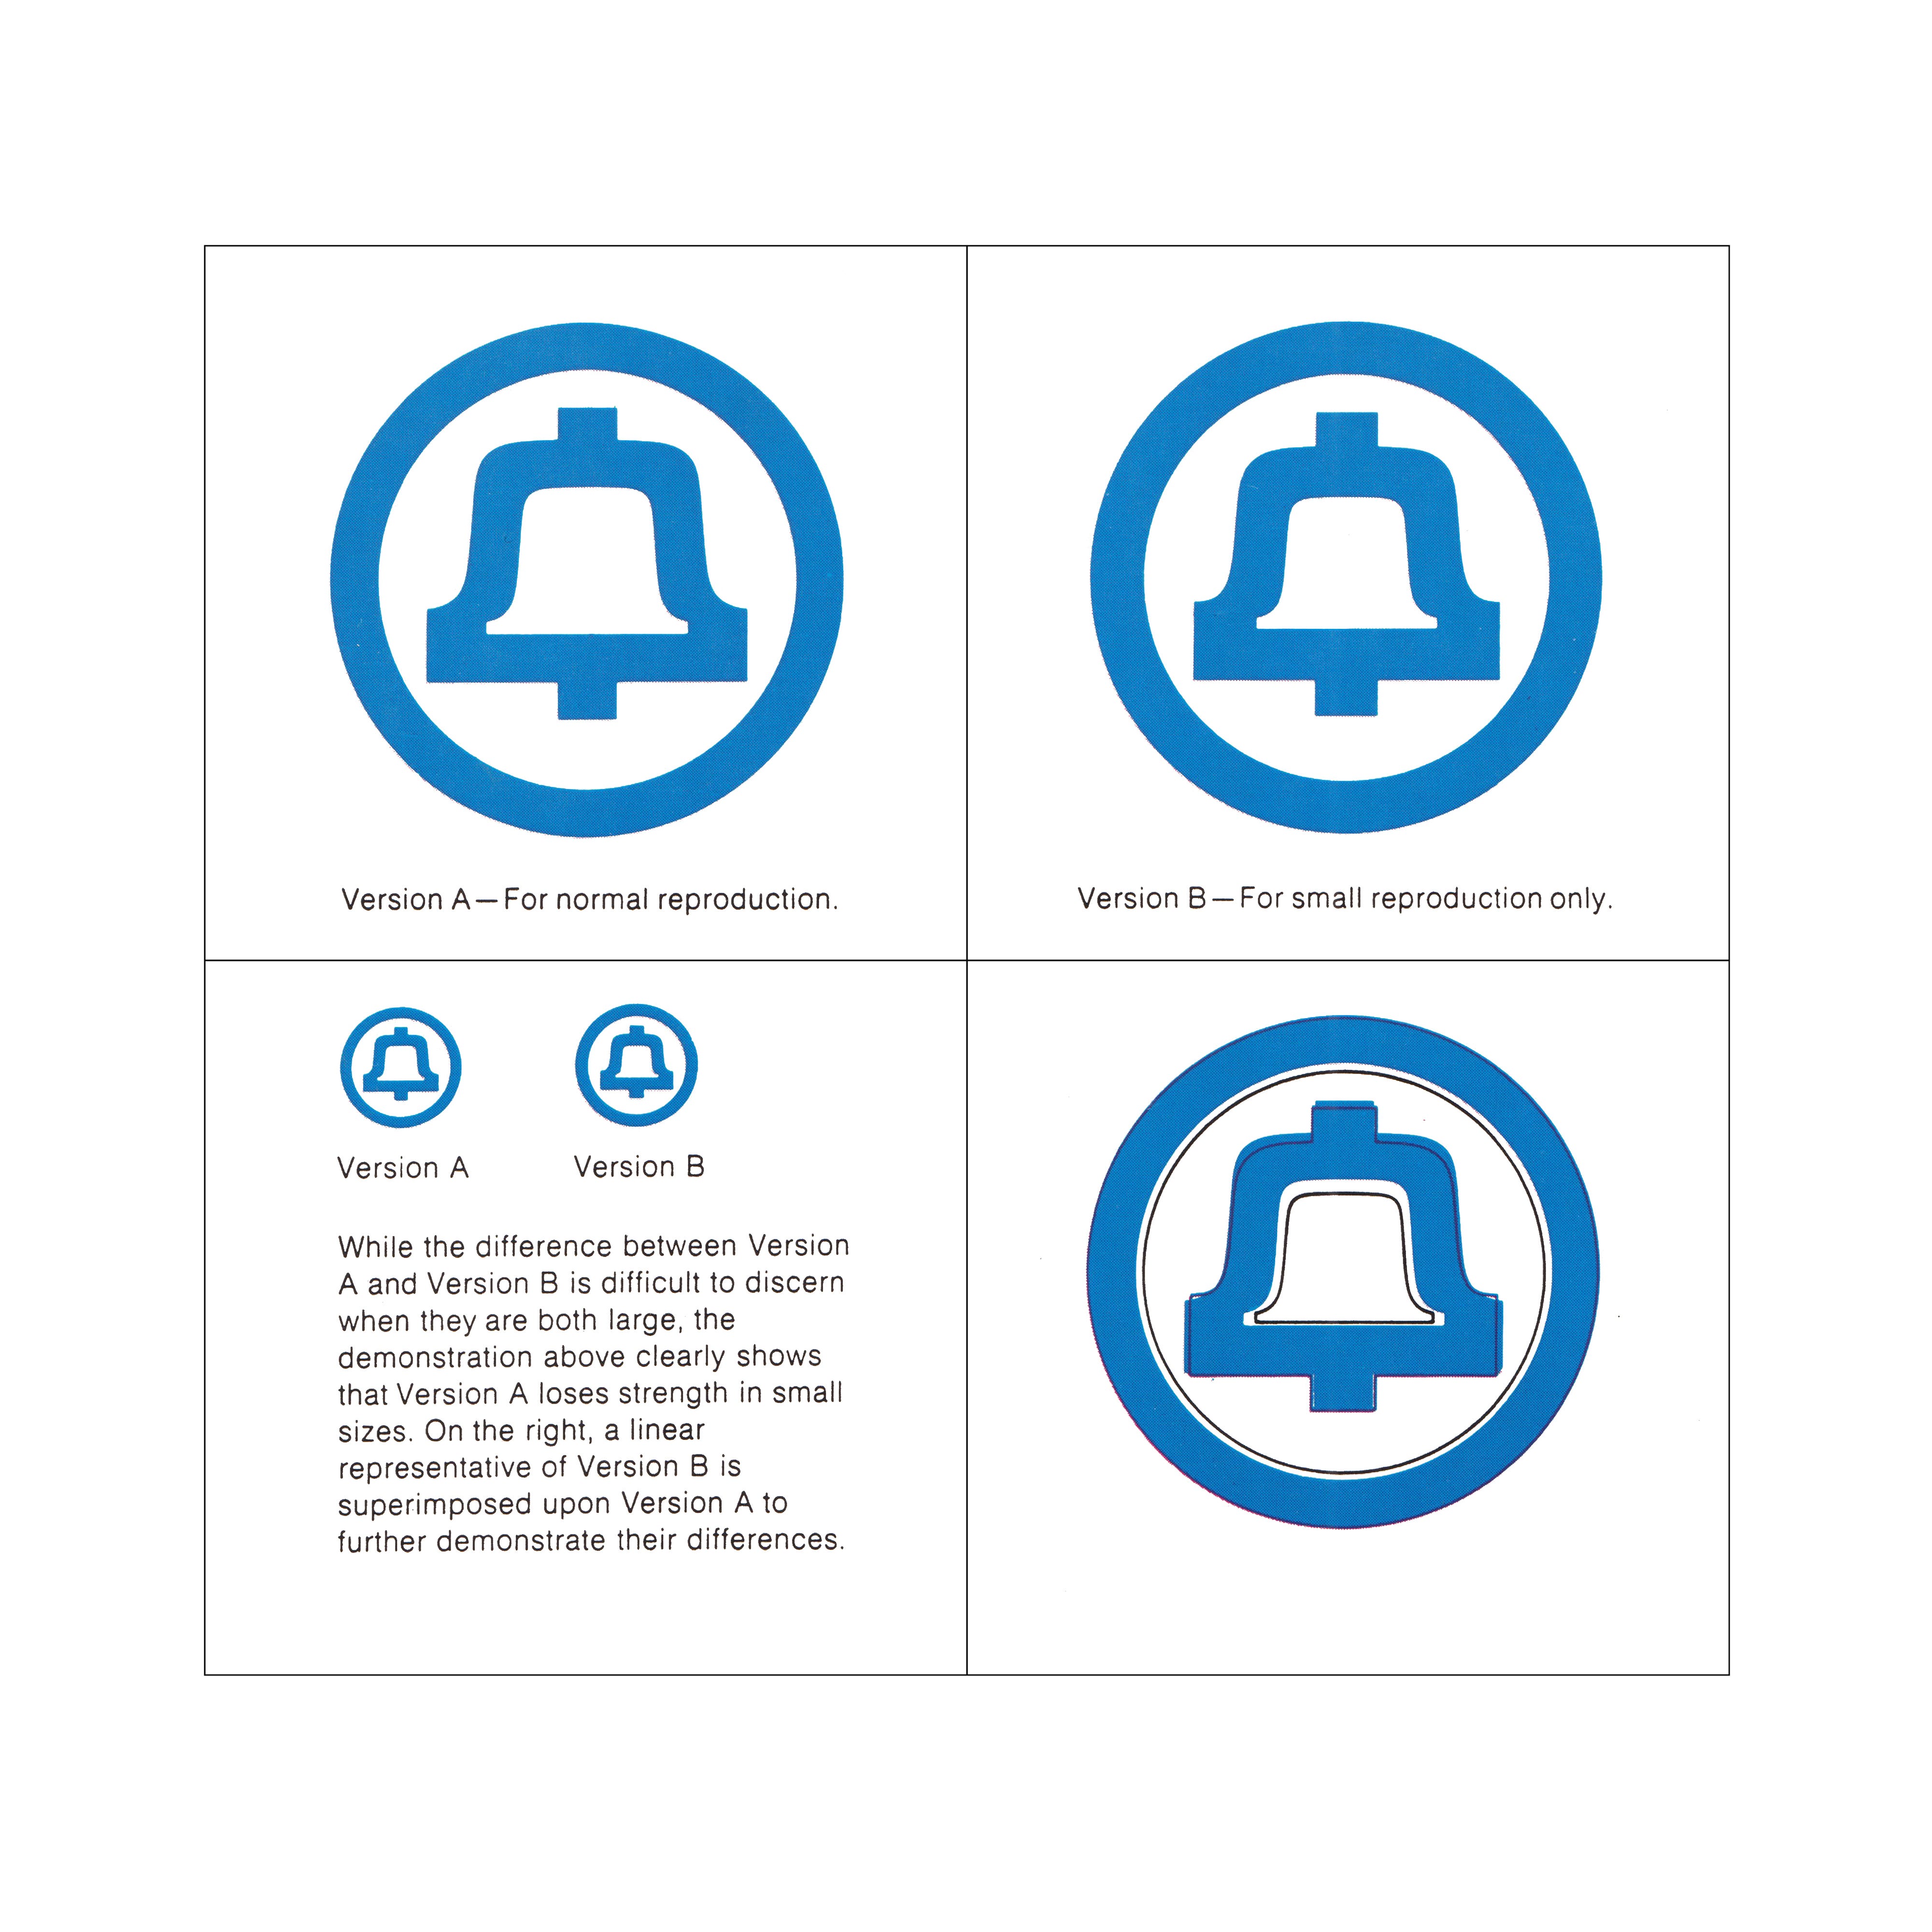 Version A—For normal reproduction.
Version B—For small reproduction only.
Version A
Version B
While the difference between Version
A and Version B is difficult to discern
when they are both large, the
demonstration above clearly shows
that Version A loses strength in small
sizes. On the right, a linear
representative of Version B is
superimposed upon Version A to
further demonstrate their differences.